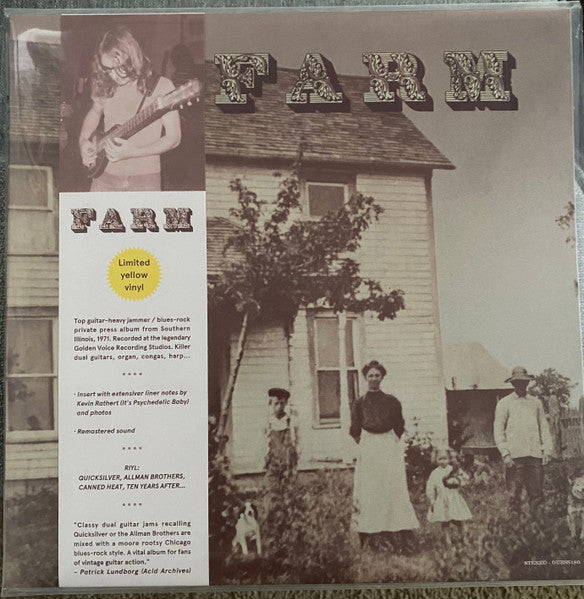 FARM
FARM
Limited
yellow
vinyl
Top guitar-heavy jammer / blues-rock
private press album from Southern
Illinois, 1971. Recorded at the legendary
Golden Voice Recording Studios. Killer
dual guitars, organ, congas, harp...
****
· Insert with extensiver liner notes by
Kevin Rathert (It's Psychedelic Baby)
and photos
· Remastered sound
****
RIYL:
QUICKSILVER, ALLMAN BROTHERS,
CANNED HEAT, TEN YEARS AFTER...
****
"Classy dual guitar jams recalling
Quicksilver or the Allman Brothers are
mixed with a moore rootsy Chicago
blues-rock style. A vital album for fans
of vintage guitar action."
– Patrick Lundborg (Acid Archives)
STEREO -